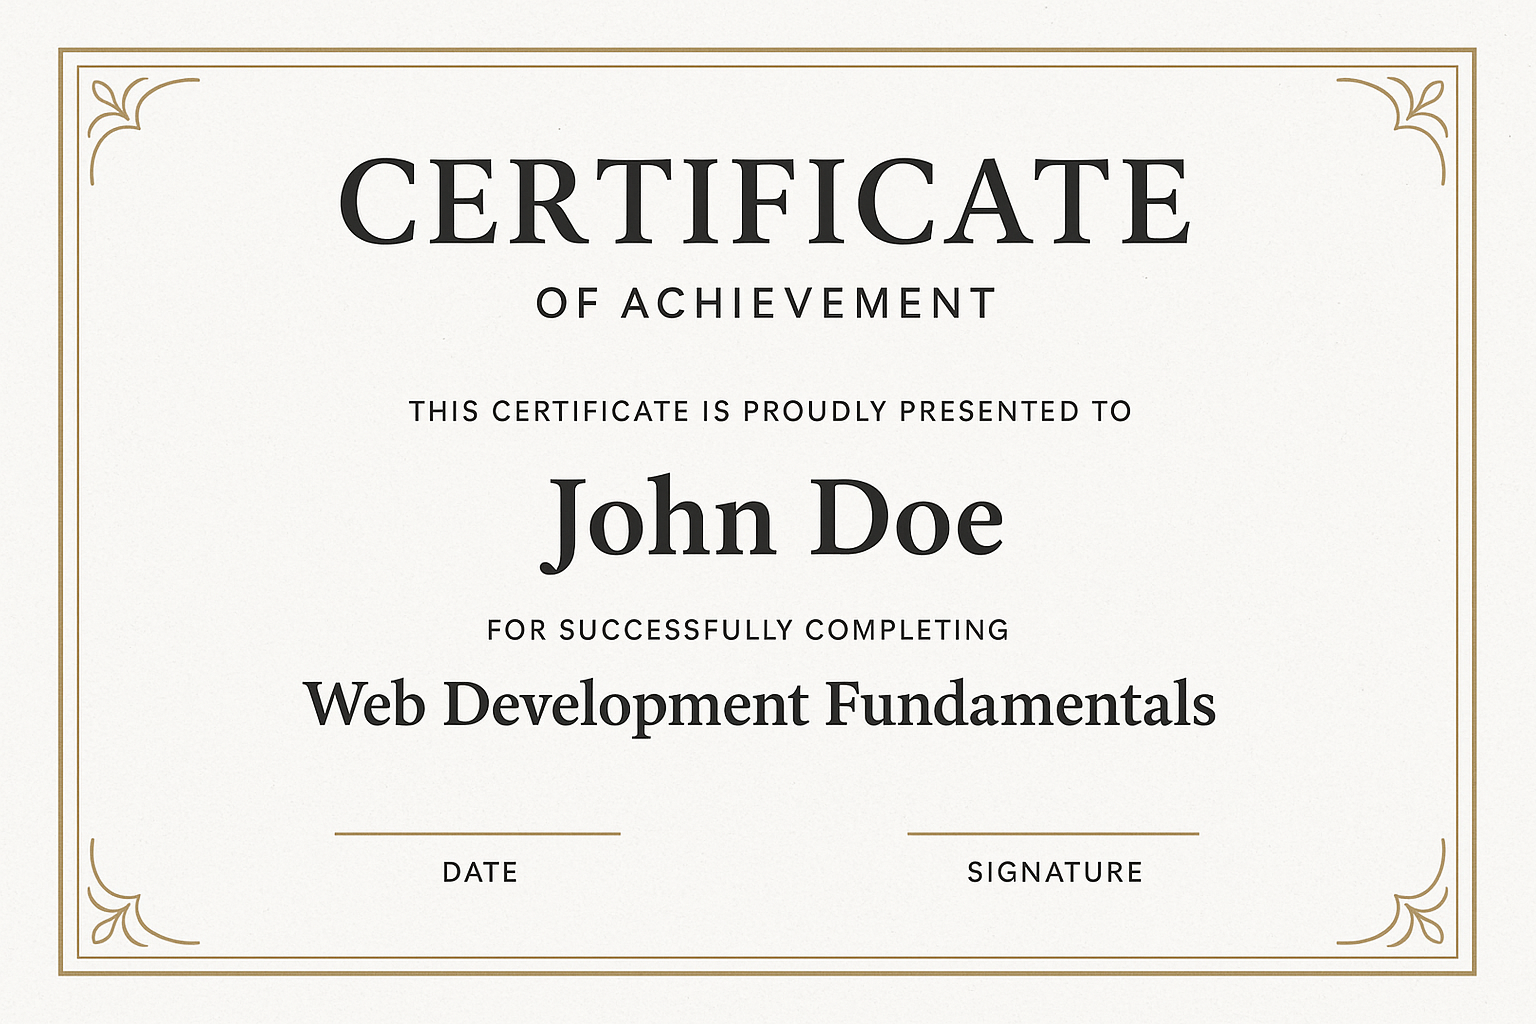 CERTIFICATE
OF ACHIEVEMENT
THIS CERTIFICATE IS PROUDLY PRESENTED TO
John Doe
FOR SUCCESSFULLY COMPLETING
Web Development Fundamentals
DATE
SIGNATURE